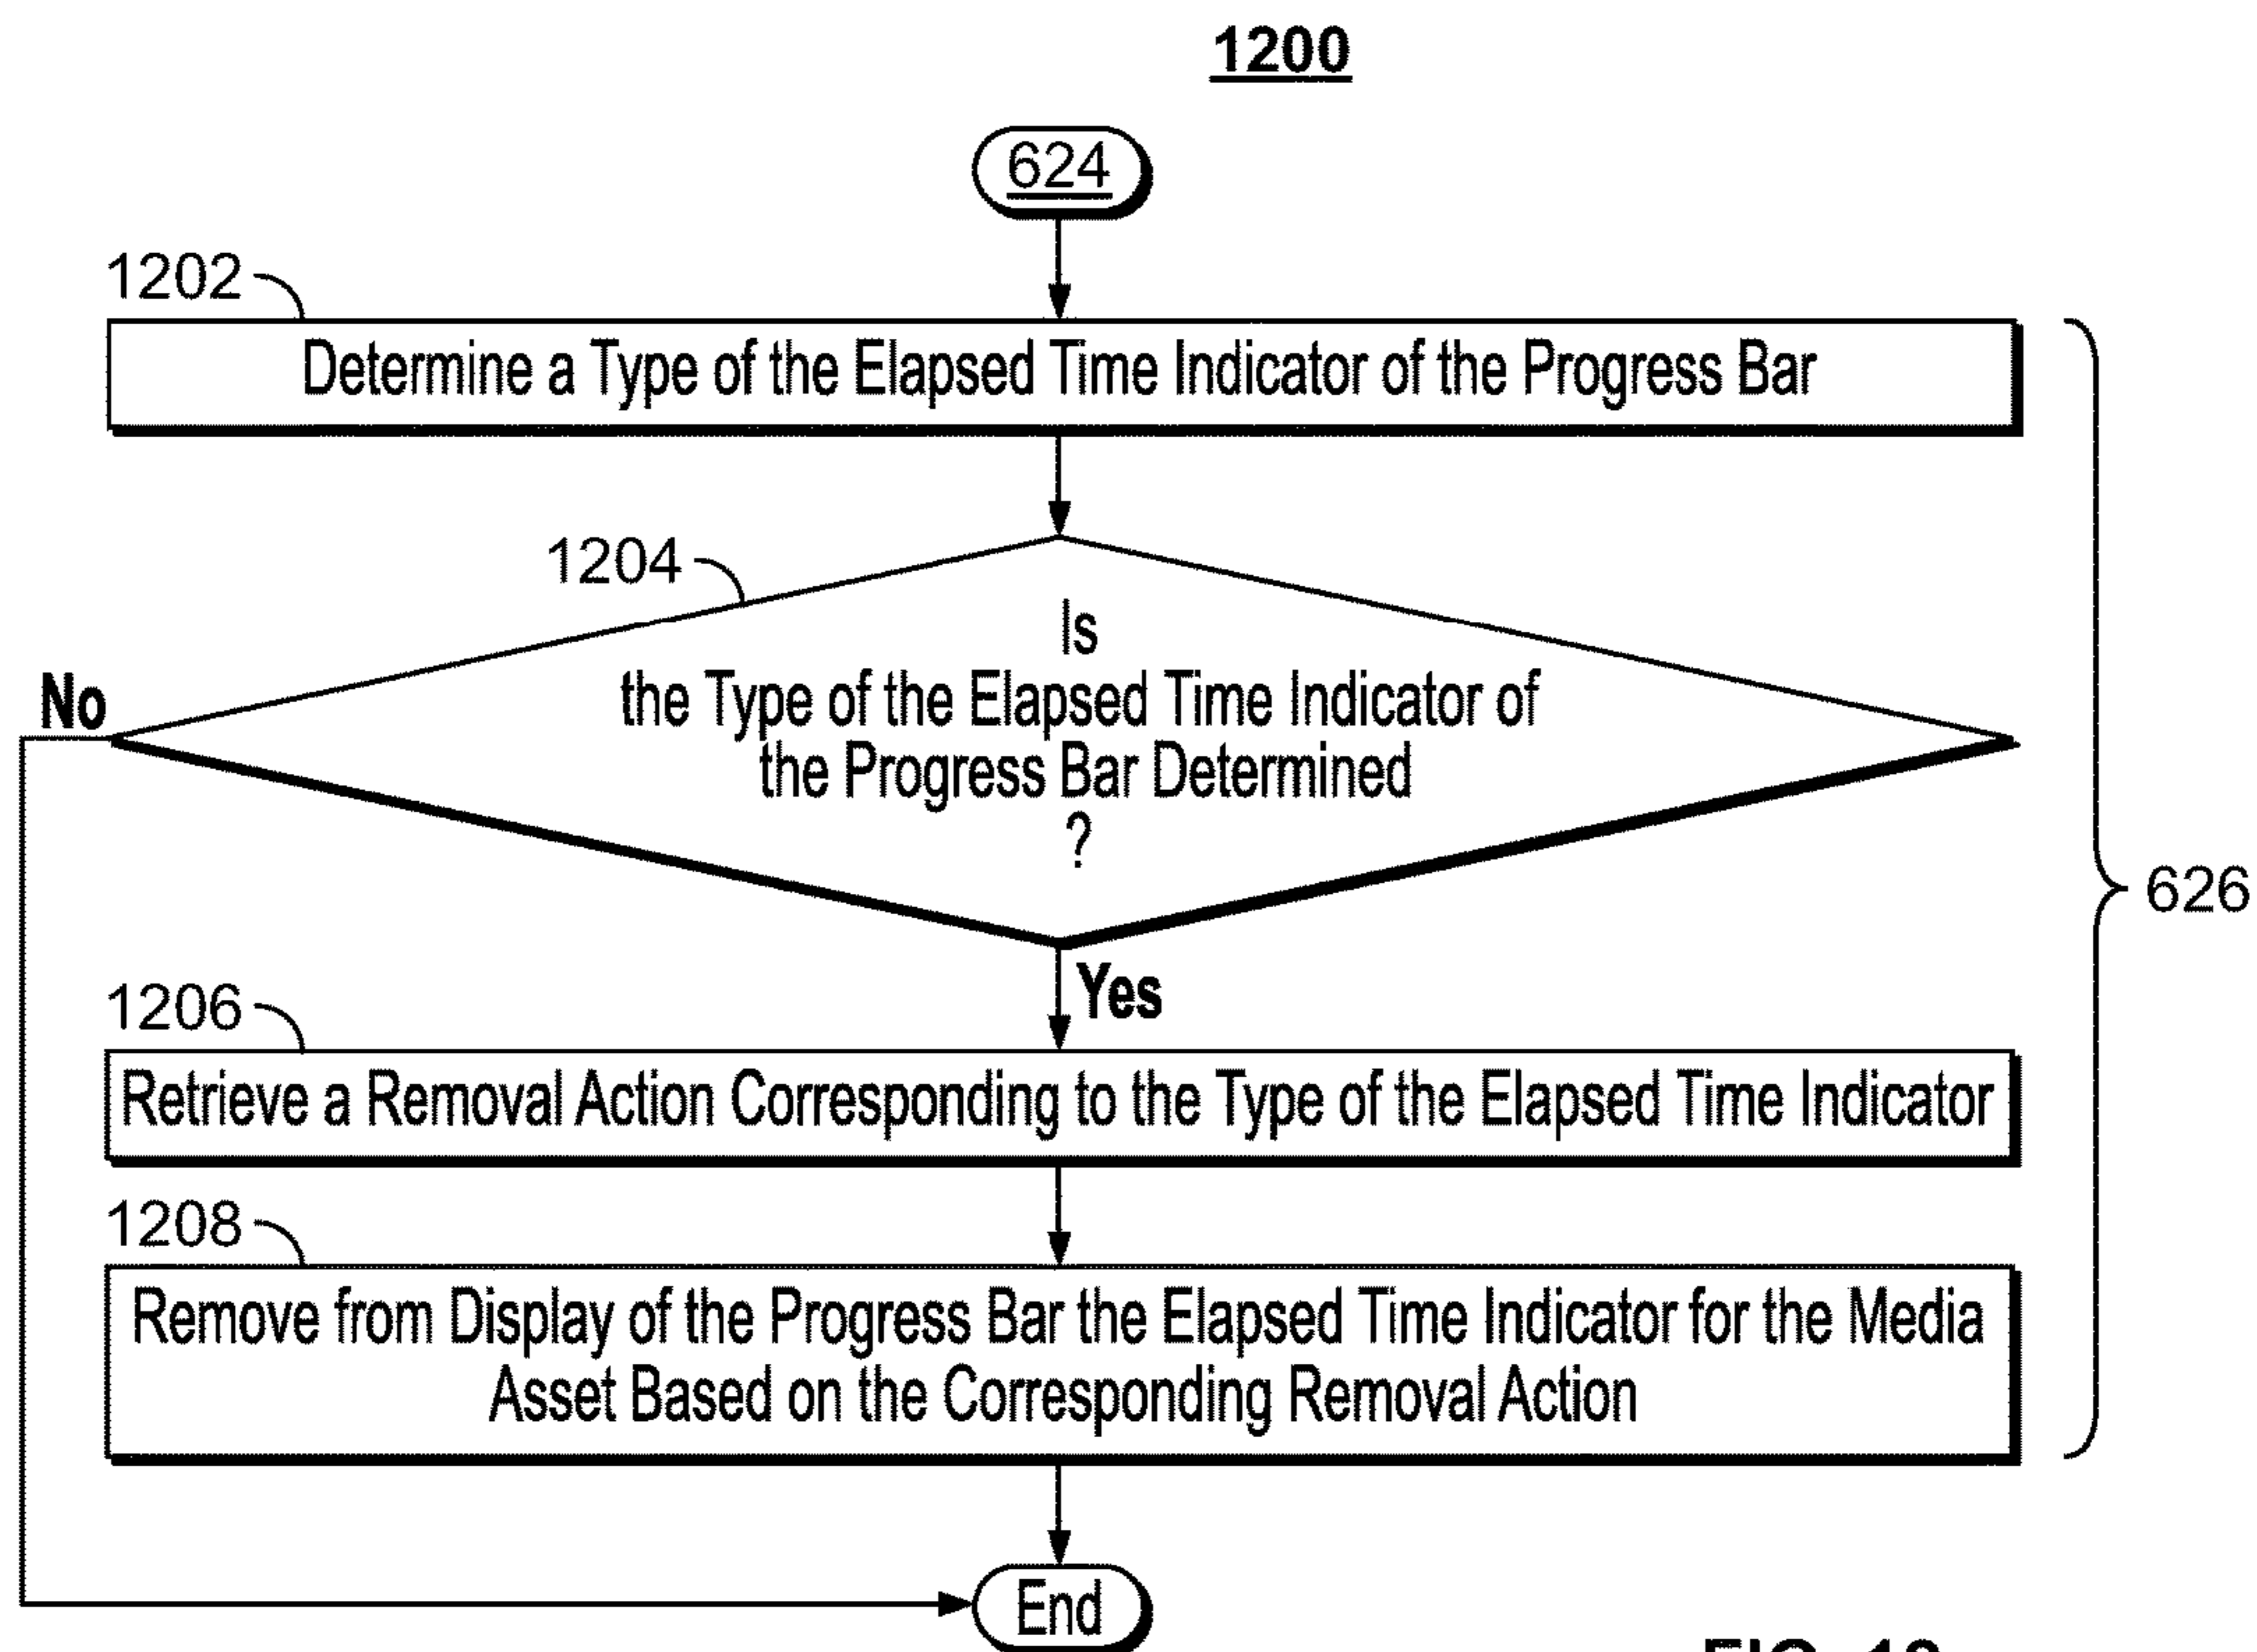 1200
624
1202
Determine a Type of the Elapsed Time Indicator of the Progress Bar
1204
Is
the Type of the Elapsed Time Indicator of
the Progress Bar Determined
?
No
626
Yes
1206
Retrieve a Removal Action Corresponding to the Type of the Elapsed Time Indicator
1208
Remove from Display of the Progress Bar the Elapsed Time Indicator for the Media
Asset Based on the Corresponding Removal Action
End